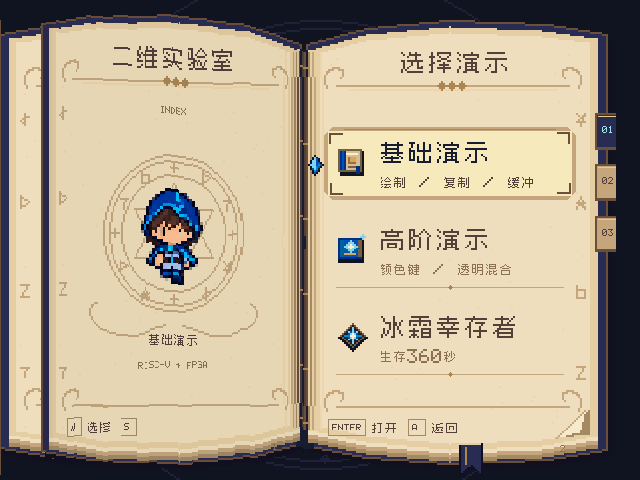 二维实验室
INDEX
基础演示
RISC-V + FPGA
选择 S
选择演示
基础演示
绘制 / 复制 / 缓冲
高阶演示
颜色键 / 透明混合
冰霜幸存者
生存360秒
ENTER 打开 A 返回
01
02
03